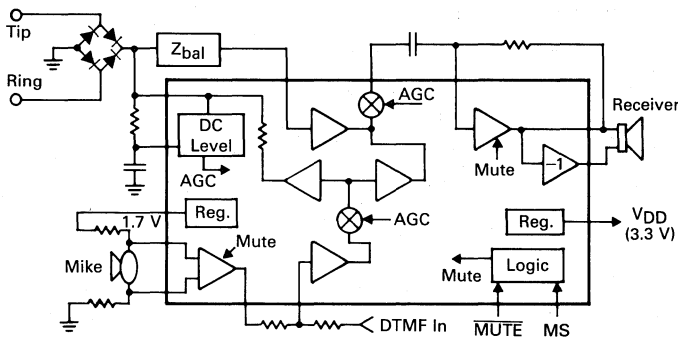 Tip
Ring
Zbal
AGC
Receiver
DC
Level
AGC
Mute
-1
1.7 V
Reg.
AGC
Reg.
VDD
(3.3 V)
Mute
Mike
Mute
Logic
DTMF In
MUTE
MS